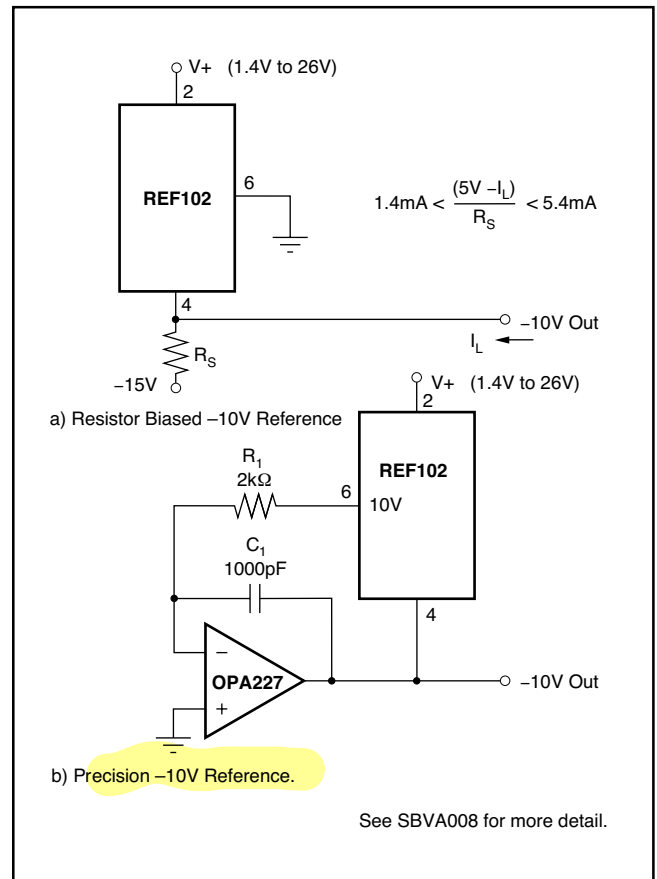 V+ (1.4V to 26V)
2
REF102
6
1.4mA < (5V –I_L) / R_S < 5.4mA
4
–10V Out
I_L
R_S
–15V
a) Resistor Biased –10V Reference
V+ (1.4V to 26V)
2
REF102
R₁
2kΩ
6
10V
C₁
1000pF
4
–
OPA227
+
–10V Out
b) Precision –10V Reference.
See SBVA008 for more detail.